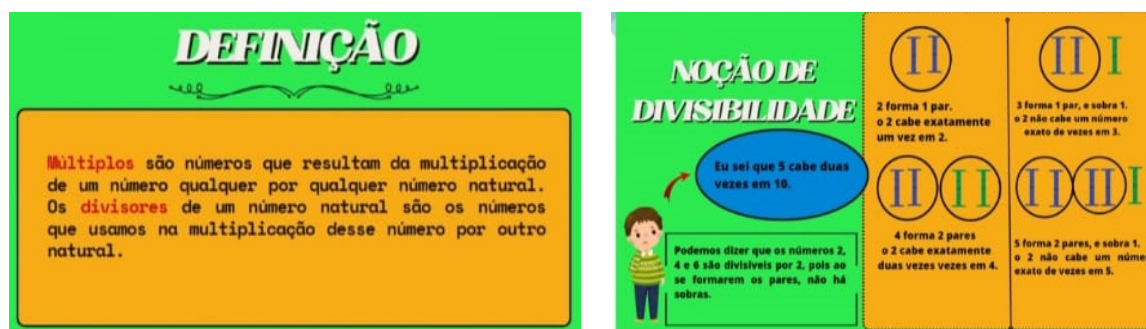 DEFINIÇÃO
Múltiplos são números que resultam da multiplicação
de um número qualquer por qualquer número natural.
Os divisores de um número natural são os números
que usamos na multiplicação desse número por outro
natural.
NOÇÃO DE
DIVISIBILIDADE
Eu sei que 5 cabe duas
vezes em 10.
Podemos dizer que os números 2,
4 e 6 são divisíveis por 2, pois ao
se formarem os pares, não há
sobras.
2 forma 1 par.
o 2 cabe exatamente
um vez em 2.
3 forma 1 par, e sobra 1.
o 2 não cabe um número
exato de vezes em 3.
4 forma 2 pares
o 2 cabe exatamente
duas vezes vezes em 4.
5 forma 2 pares, e sobra 1.
o 2 não cabe um núme
exato de vezes em 5.